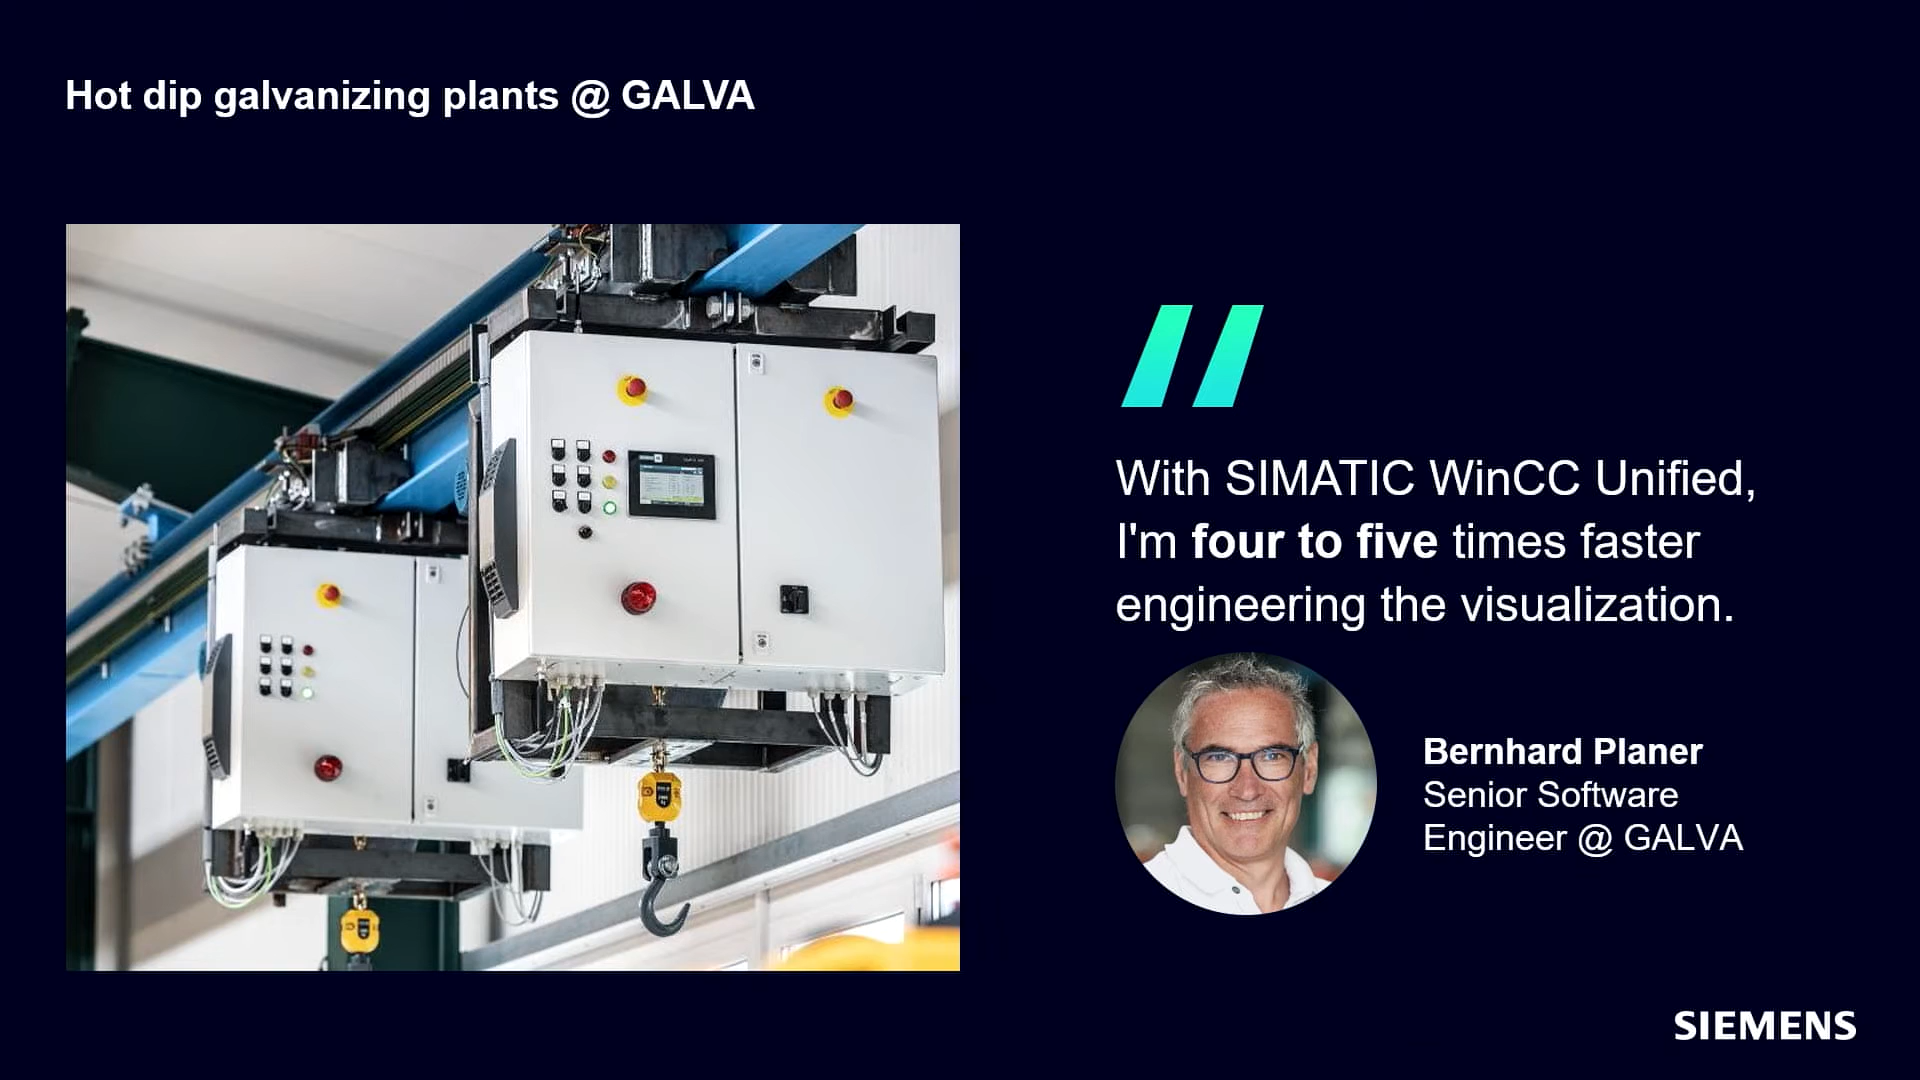 Hot dip galvanizing plants @ GALVA
With SIMATIC WinCC Unified,
I'm four to five times faster
engineering the visualization.
Bernhard Planer
Senior Software
Engineer @ GALVA
SIEMENS